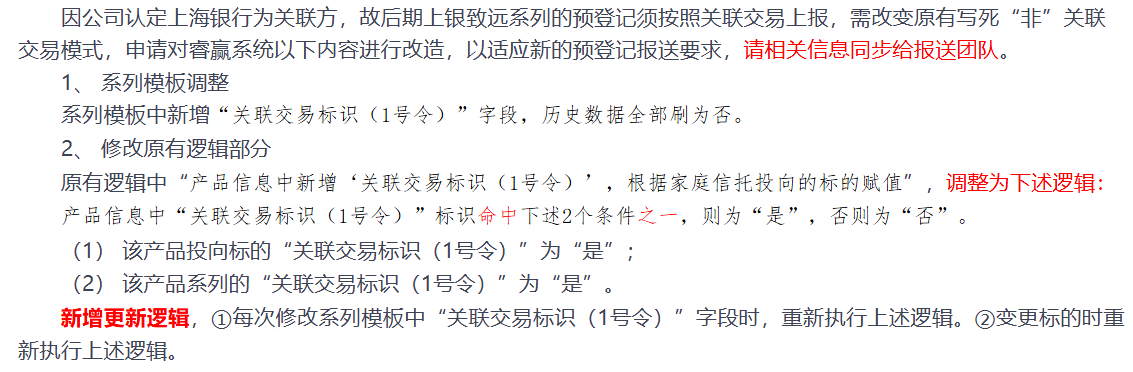 因公司认定上海银行为关联方，故后期上银致远系列的预登记须按照关联交易上报，需改变原有写死“非”关联
交易模式，申请对睿赢系统以下内容进行改造，以适应新的预登记报送要求，请相关信息同步给报送团队。
1、 系列模板调整
系列模板中新增“关联交易标识（1号令）”字段，历史数据全部刷为否。
2、 修改原有逻辑部分
原有逻辑中“产品信息中新增‘关联交易标识（1号令）’，根据家庭信托投向的标的赋值”，调整为下述逻辑：
产品信息中“关联交易标识（1号令）”标识命中下述2个条件之一，则为“是”，否则为“否”。
（1） 该产品投向标的“关联交易标识（1号令）”为“是”；
（2） 该产品系列的“关联交易标识（1号令）”为“是”。
新增更新逻辑，①每次修改系列模板中“关联交易标识（1号令）”字段时，重新执行上述逻辑。②变更标的时重
新执行上述逻辑。